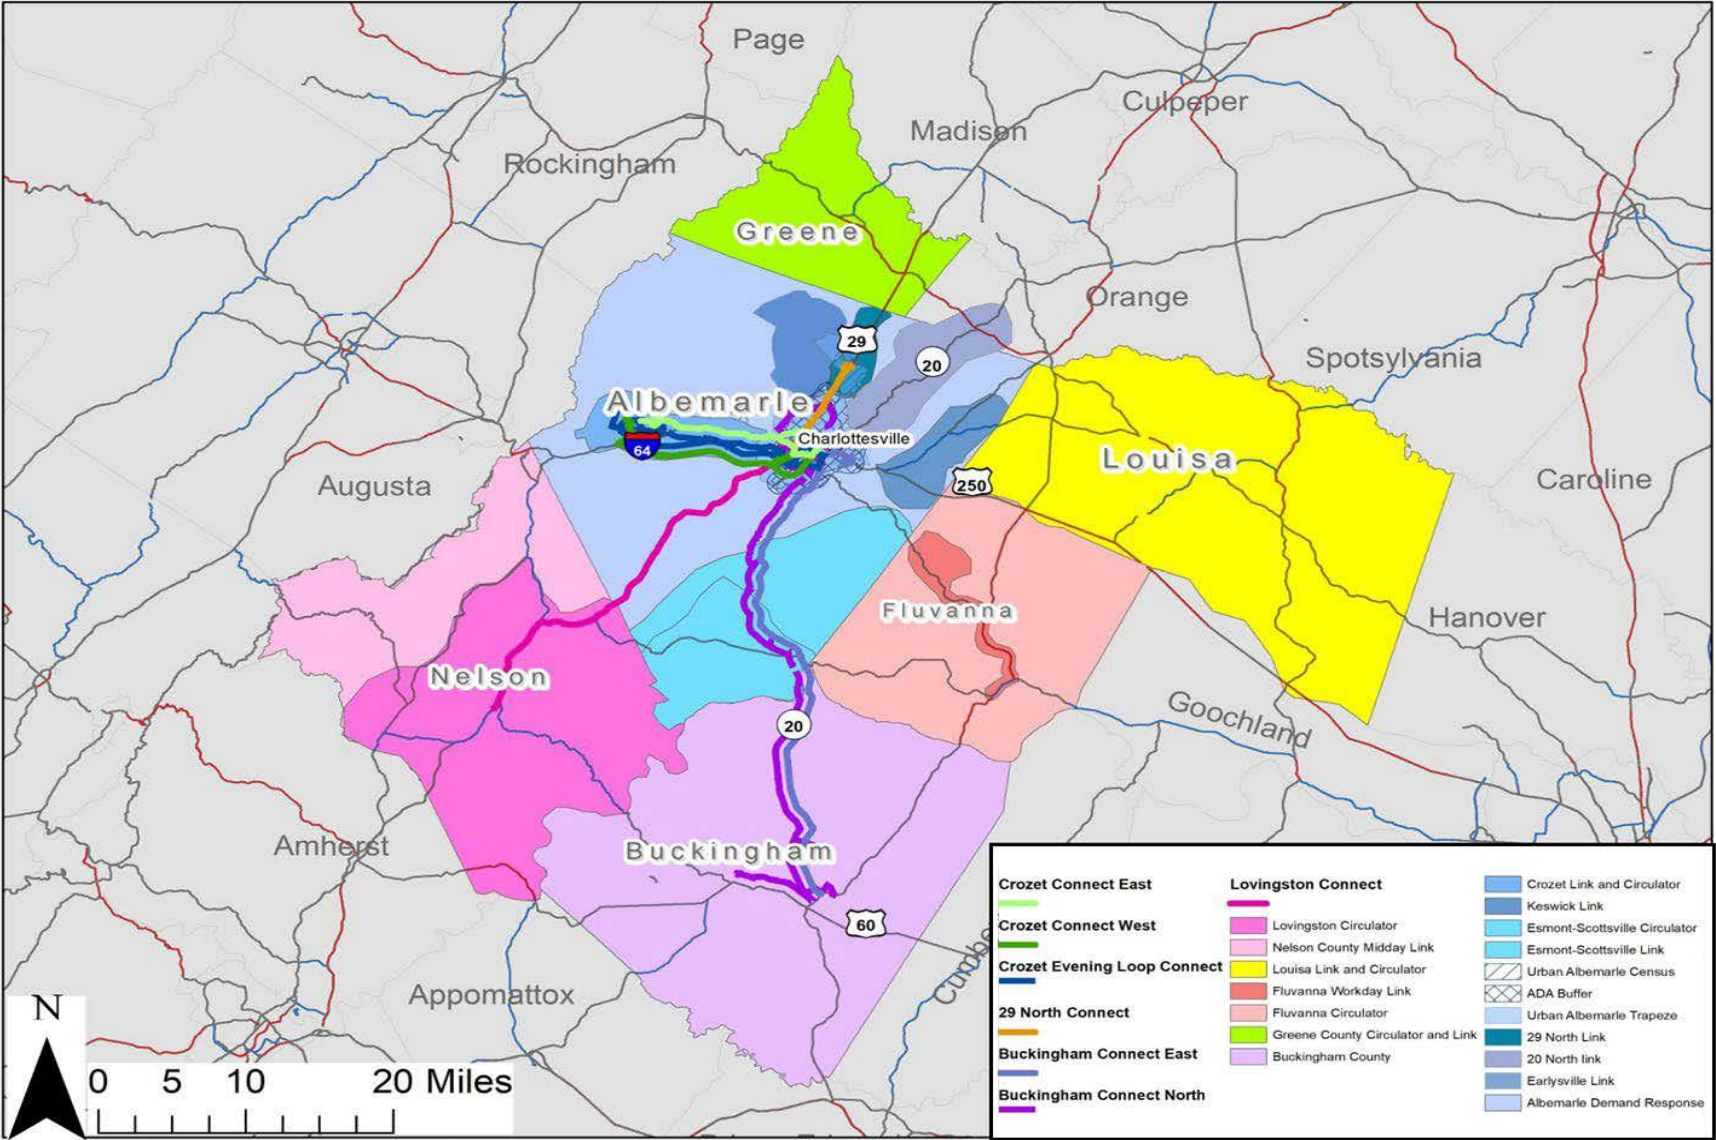 Page
Culpeper
Madison
Rockingham
Greene
Orange
29
20
Spotsylvania
Albemarle
Charlottesville
64
Louisa
250
Augusta
Caroline
Fluvanna
Hanover
Nelson
Goochland
20
Buckingham
Amherst
60
Appomattox
N
0 5 10 20 Miles
Crozet Connect East
Crozet Connect West
Crozet Evening Loop Connect
29 North Connect
Buckingham Connect East
Buckingham Connect North
Lovingston Connect
Lovingston Circulator
Nelson County Midday Link
Louisa Link and Circulator
Fluvanna Workday Link
Fluvanna Circulator
Greene County Circulator and Link
Buckingham County
Crozet Link and Circulator
Keswick Link
Esmont-Scottsville Circulator
Esmont-Scottsville Link
Urban Albemarle Census
ADA Buffer
Urban Albemarle Trapeze
29 North Link
20 North link
Earlysville Link
Albemarle Demand Response